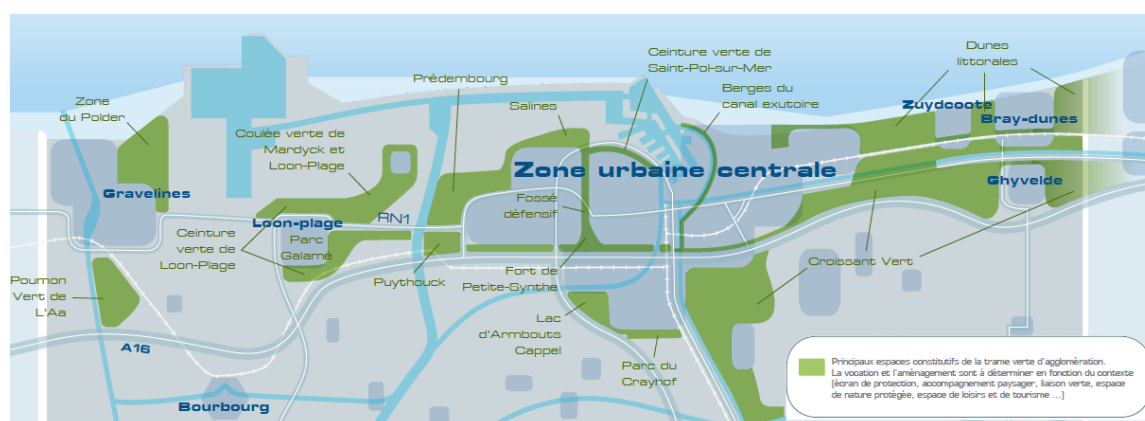 Dunes
littorales
Ceinture verte de
Saint-Pol-sur-Mer
Prédembourg
Berges du
canal exutoire
Zone
du Polder
Salines
Zuydcoote
Bray-dunes
Coulée verte de
Mardyck et
Loon-Plage
Zone urbaine centrale
Ghyvelde
Gravelines
Fossé
défensif
RN1
Loon-plage
Parc
Galamé
Ceinture
verte de
Loon-Plage
Croissant Vert
Puythouck
Fort de
Petite-Synthe
Poumon
Vert de
L'Aa
Lac
d'Armbouts
Cappel
A16
Parc du
Crayhof
Bourbourg
Principaux espaces constitutifs de la trame verte d'agglomération.
La vocation et l'aménagement sont à déterminer en fonction du contexte
(écran de protection, accompagnement paysager, liaison verte, espace
de nature protégée, espace de loisirs et de tourisme ...)